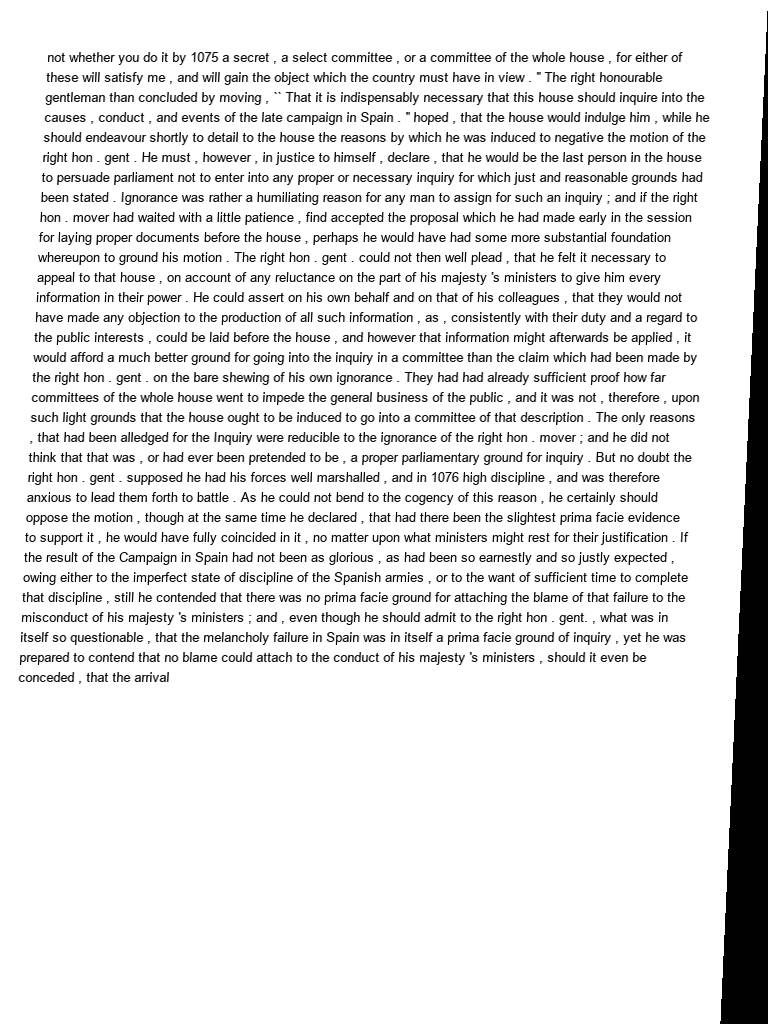 not whether you do it by 1075 a secret , a select committee , or a committee of the whole house , for either of
these will satisfy me , and will gain the object which the country must have in view . " The right honourable
gentleman than concluded by moving , `` That it is indispensably necessary that this house should inquire into the
causes , conduct , and events of the late campaign in Spain . " hoped , that the house would indulge him , while he
should endeavour shortly to detail to the house the reasons by which he was induced to negative the motion of the
right hon . gent . He must , however , in justice to himself , declare , that he would be the last person in the house
to persuade parliament not to enter into any proper or necessary inquiry for which just and reasonable grounds had
been stated . Ignorance was rather a humiliating reason for any man to assign for such an inquiry ; and if the right
hon . mover had waited with a little patience , find accepted the proposal which he had made early in the session
for laying proper documents before the house , perhaps he would have had some more substantial foundation
whereupon to ground his motion . The right hon . gent . could not then well plead , that he felt it necessary to
appeal to that house , on account of any reluctance on the part of his majesty 's ministers to give him every
information in their power . He could assert on his own behalf and on that of his colleagues , that they would not
have made any objection to the production of all such information , as , consistently with their duty and a regard to
the public interests , could be laid before the house , and however that information might afterwards be applied , it
would afford a much better ground for going into the inquiry in a committee than the claim which had been made by
the right hon . gent . on the bare shewing of his own ignorance . They had had already sufficient proof how far
committees of the whole house went to impede the general business of the public , and it was not , therefore , upon
such light grounds that the house ought to be induced to go into a committee of that description . The only reasons
, that had been alledged for the Inquiry were reducible to the ignorance of the right hon . mover ; and he did not
think that that was , or had ever been pretended to be , a proper parliamentary ground for inquiry . But no doubt the
right hon . gent . supposed he had his forces well marshalled , and in 1076 high discipline , and was therefore
anxious to lead them forth to battle . As he could not bend to the cogency of this reason , he certainly should
oppose the motion , though at the same time he declared , that had there been the slightest prima facie evidence
to support it , he would have fully coincided in it , no matter upon what ministers might rest for their justification . If
the result of the Campaign in Spain had not been as glorious , as had been so earnestly and so justly expected ,
owing either to the imperfect state of discipline of the Spanish armies , or to the want of sufficient time to complete
that discipline , still he contended that there was no prima facie ground for attaching the blame of that failure to the
misconduct of his majesty 's ministers ; and , even though he should admit to the right hon . gent. , what was in
itself so questionable , that the melancholy failure in Spain was in itself a prima facie ground of inquiry , yet he was
prepared to contend that no blame could attach to the conduct of his majesty 's ministers , should it even be
conceded , that the arrival